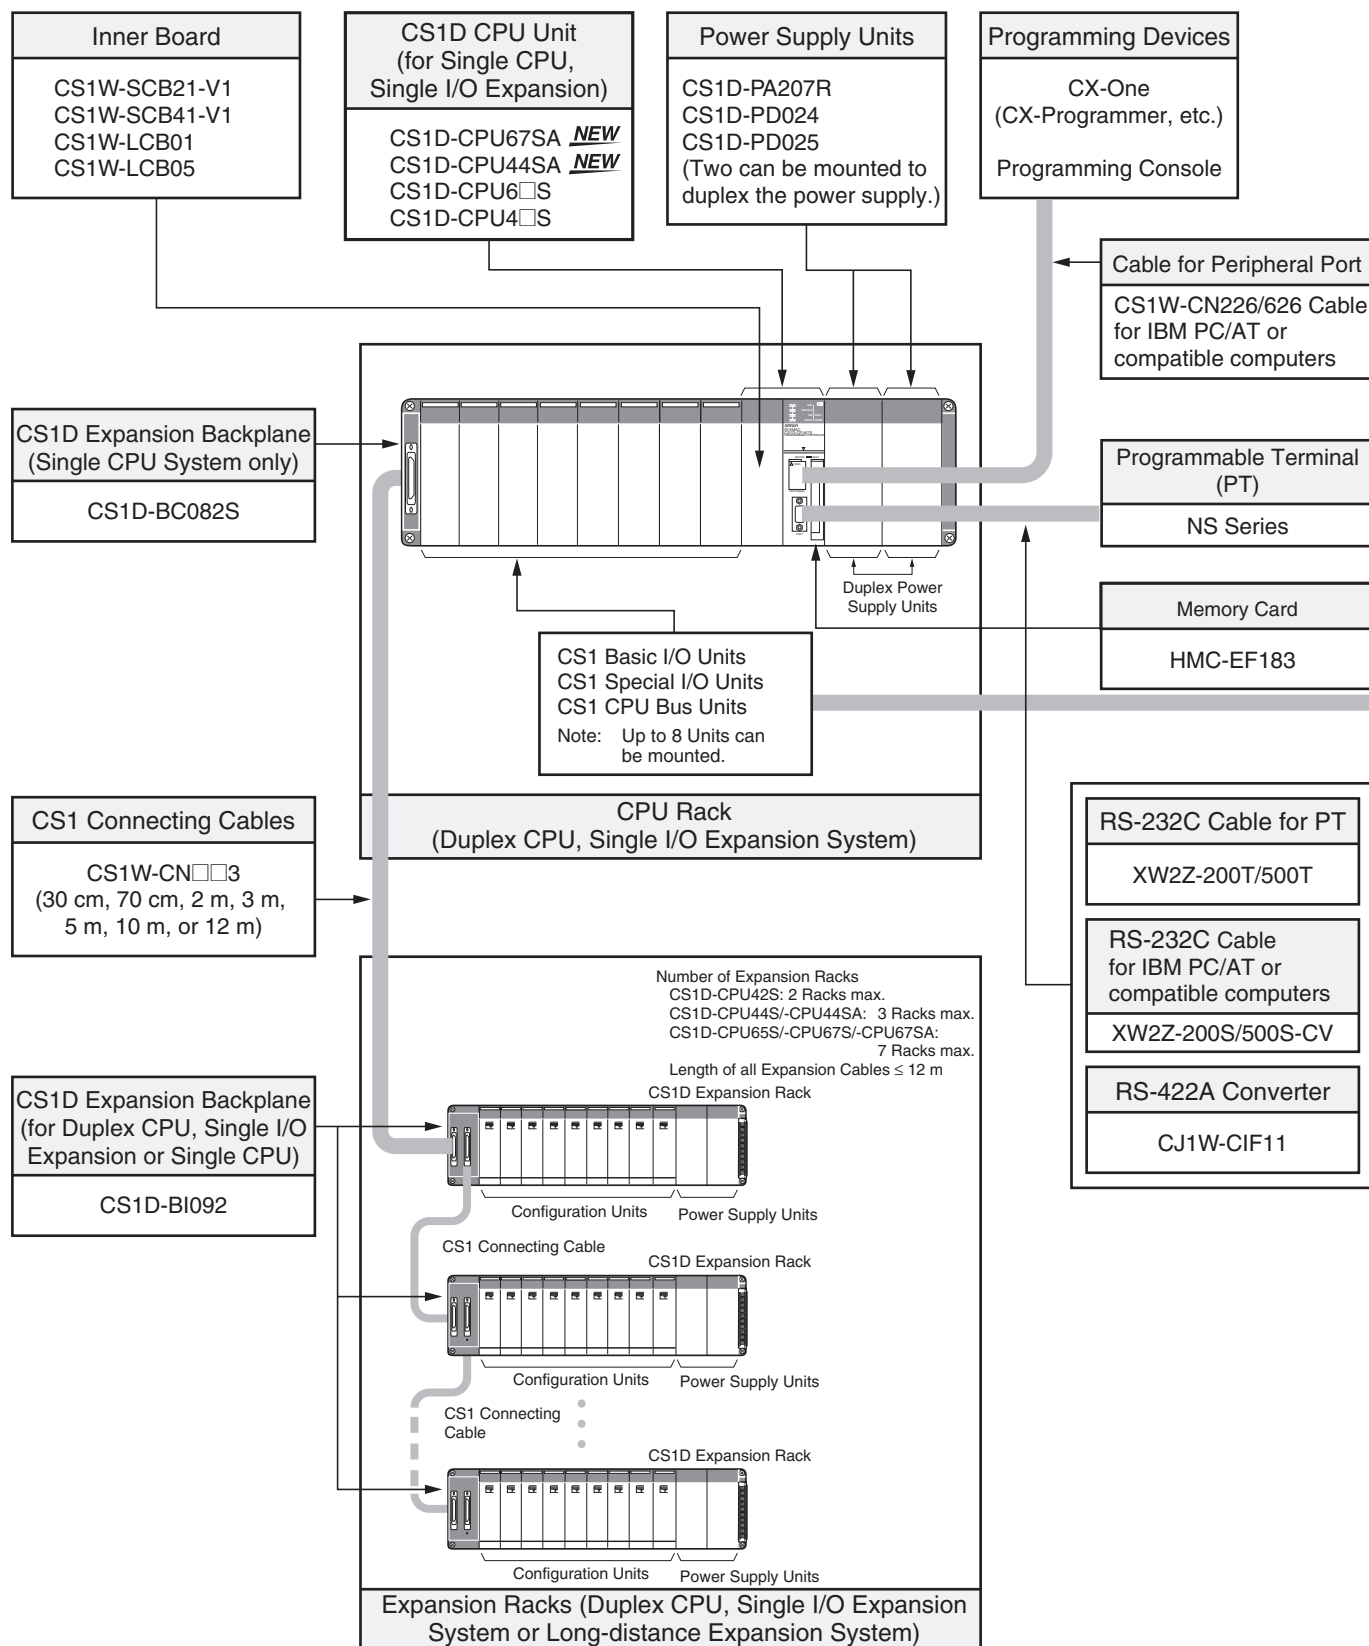 Inner Board
CS1W-SCB21-V1
CS1W-SCB41-V1
CS1W-LCB01
CS1W-LCB05
CS1D CPU Unit
(for Single CPU,
Single I/O Expansion)
CS1D-CPU67SA NEW
CS1D-CPU44SA NEW
CS1D-CPU6□S
CS1D-CPU4□S
Power Supply Units
CS1D-PA207R
CS1D-PD024
CS1D-PD025
(Two can be mounted to
duplex the power supply.)
Programming Devices
CX-One
(CX-Programmer, etc.)
Programming Console
Cable for Peripheral Port
CS1W-CN226/626 Cable
for IBM PC/AT or
compatible computers
CS1D Expansion Backplane
(Single CPU System only)
CS1D-BC082S
Programmable Terminal
(PT)
NS Series
Duplex Power
Supply Units
Memory Card
HMC-EF183
CS1 Basic I/O Units
CS1 Special I/O Units
CS1 CPU Bus Units
Note: Up to 8 Units can
be mounted.
CPU Rack
(Duplex CPU, Single I/O Expansion System)
CS1 Connecting Cables
CS1W-CN□□3
(30 cm, 70 cm, 2 m, 3 m,
5 m, 10 m, or 12 m)
RS-232C Cable for PT
XW2Z-200T/500T
RS-232C Cable
for IBM PC/AT or
compatible computers
XW2Z-200S/500S-CV
RS-422A Converter
CJ1W-CIF11
Number of Expansion Racks
CS1D-CPU42S: 2 Racks max.
CS1D-CPU44S/-CPU44SA: 3 Racks max.
CS1D-CPU65S/-CPU67S/-CPU67SA:
7 Racks max.
Length of all Expansion Cables ≤ 12 m
CS1D Expansion Rack
CS1D Expansion Backplane
(for Duplex CPU, Single I/O
Expansion or Single CPU)
CS1D-BI092
Configuration Units Power Supply Units
CS1 Connecting Cable
CS1D Expansion Rack
Configuration Units Power Supply Units
CS1 Connecting
Cable
CS1D Expansion Rack
Configuration Units Power Supply Units
Expansion Racks (Duplex CPU, Single I/O Expansion
System or Long-distance Expansion System)